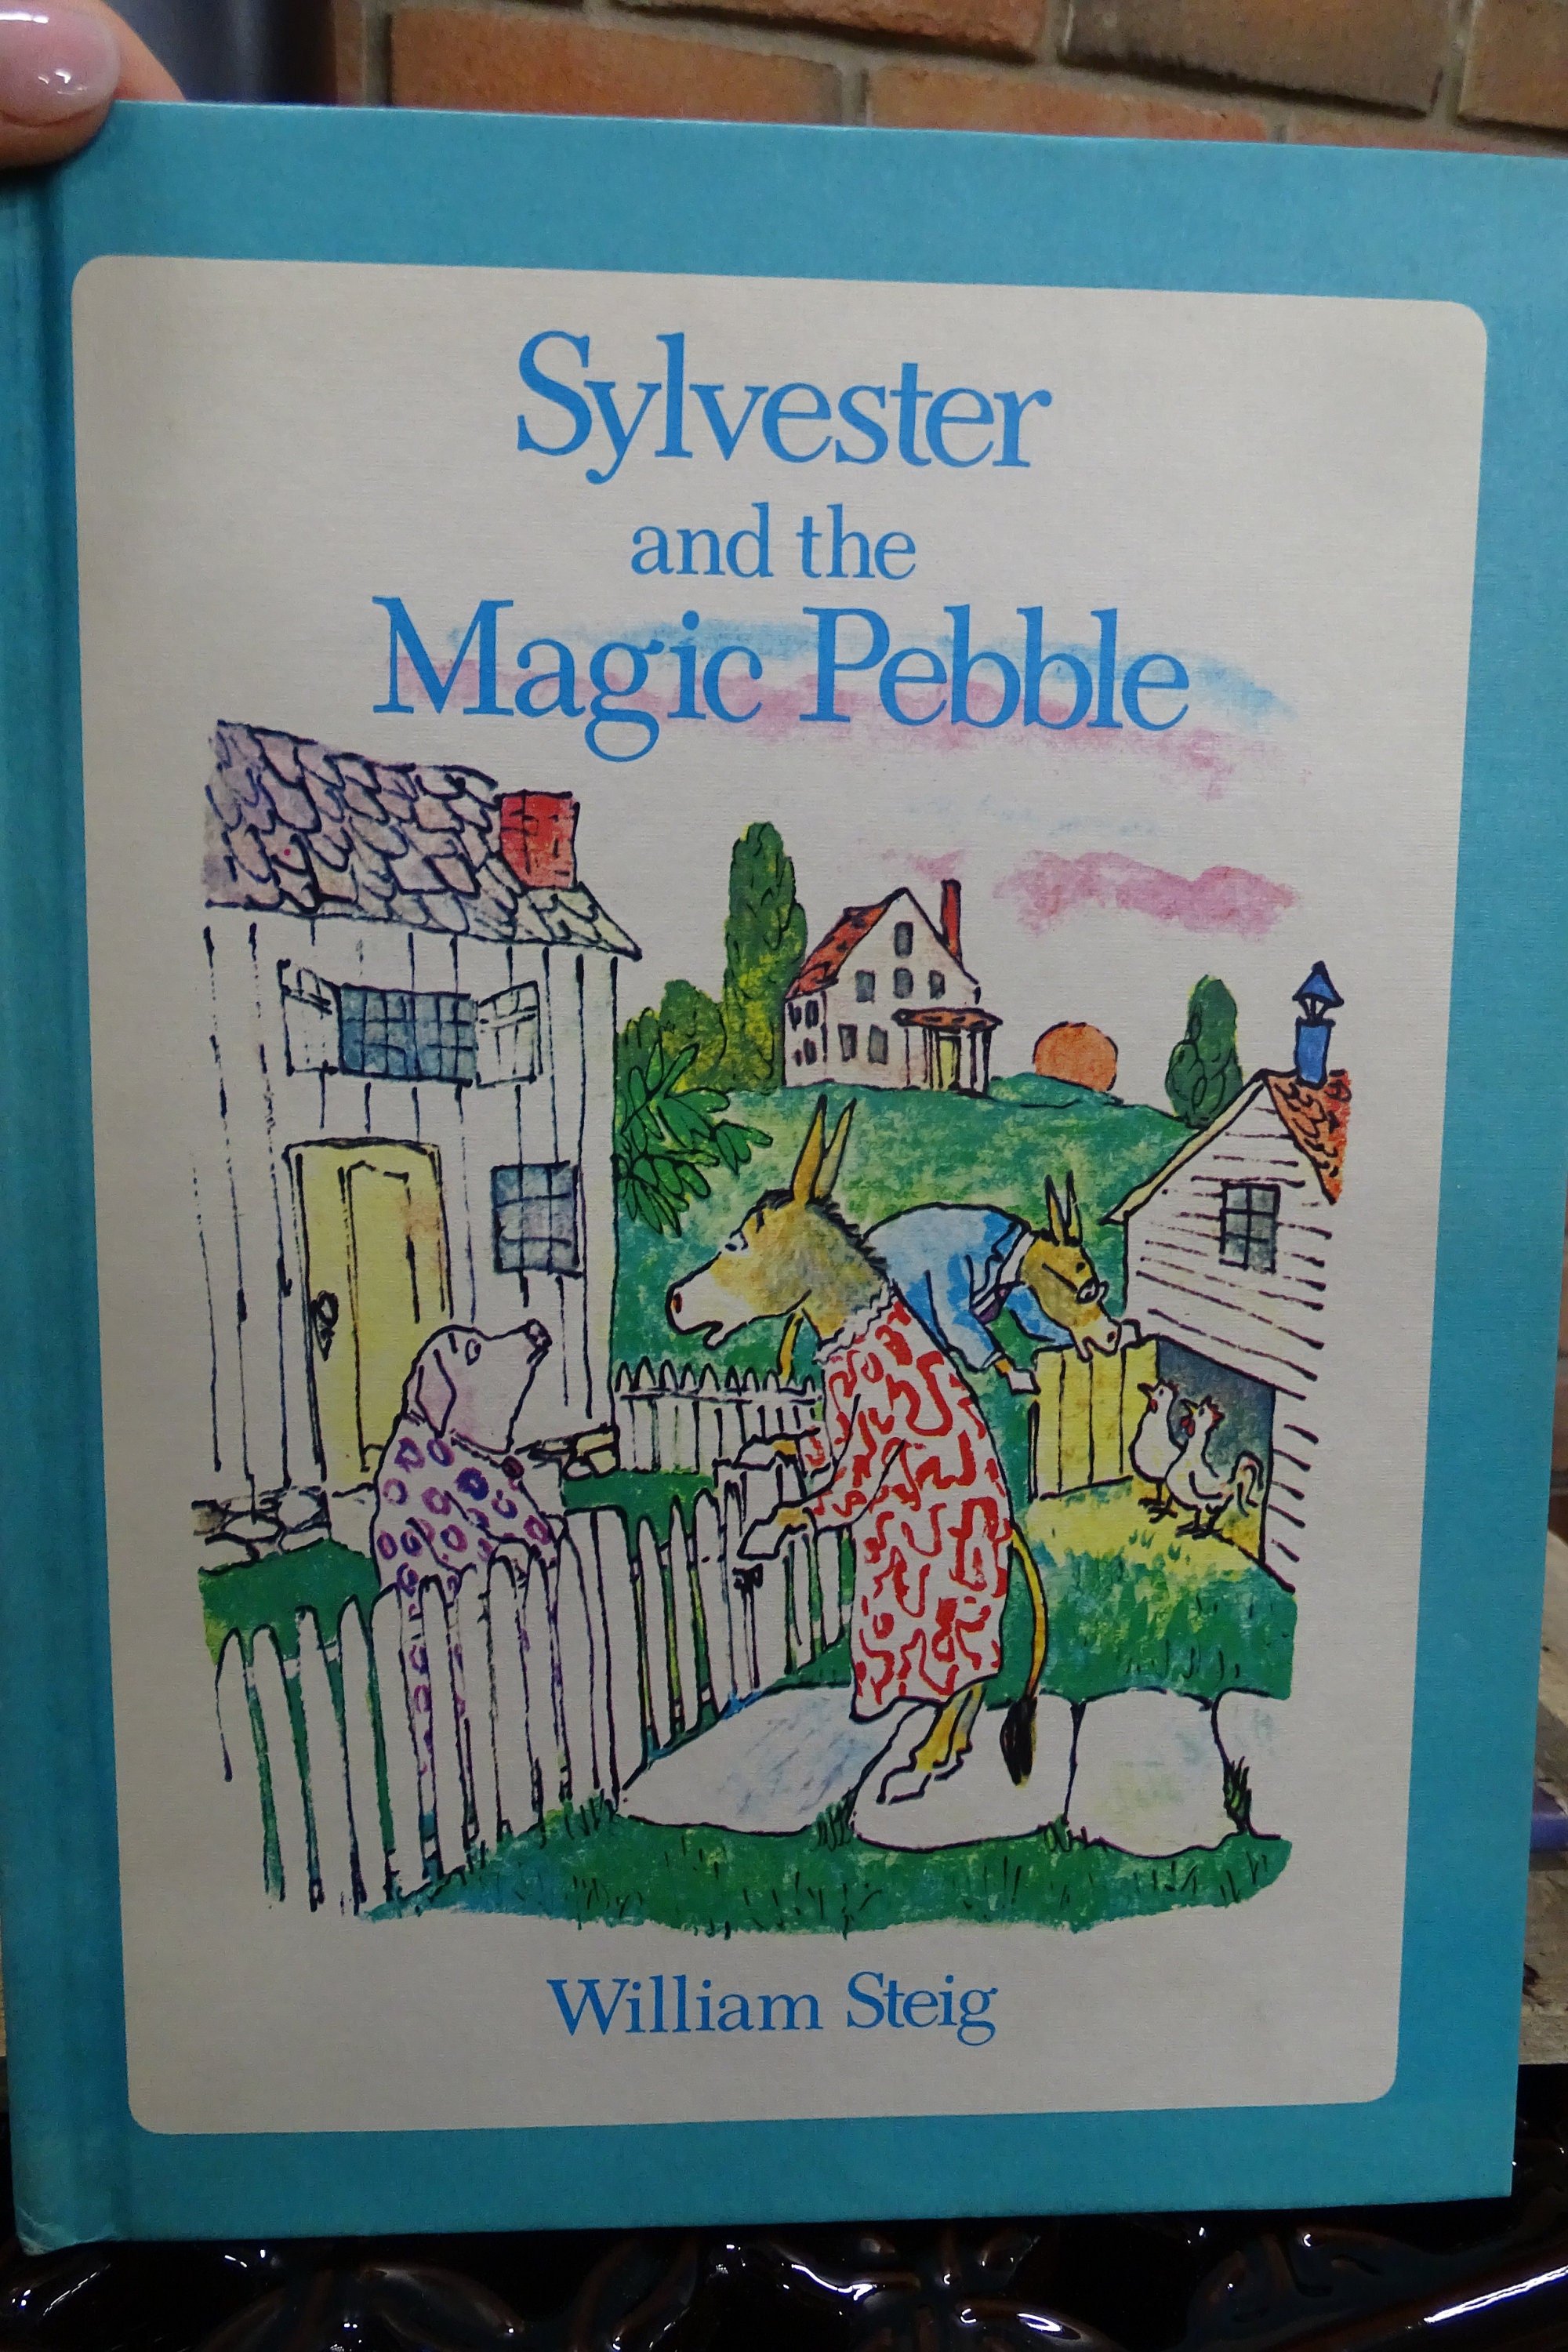 Sylvester
and the
Magic Pebble
William Steig